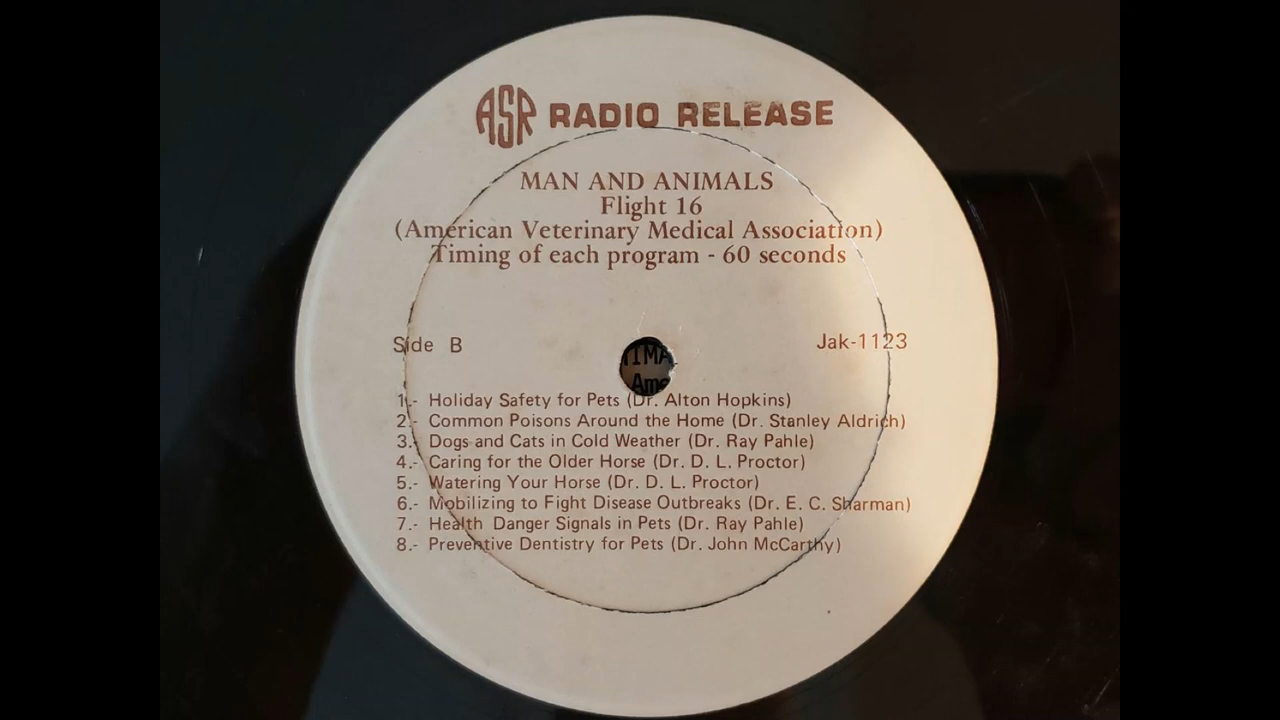 ASR RADIO RELEASE
MAN AND ANIMALS
Flight 16
(American Veterinary Medical Association)
Timing of each program - 60 seconds
Side B
Jak-1123
IMA
Ame
1.- Holiday Safety for Pets (Dr. Alton Hopkins)
2.- Common Poisons Around the Home (Dr. Stanley Aldrich)
3.- Dogs and Cats in Cold Weather (Dr. Ray Pahle)
4.- Caring for the Older Horse (Dr. D. L. Proctor)
5.- Watering Your Horse (Dr. D. L. Proctor)
6.- Mobilizing to Fight Disease Outbreaks (Dr. E. C. Sharman)
7.- Health Danger Signals in Pets (Dr. Ray Pahle)
8.- Preventive Dentistry for Pets (Dr. John McCarthy)